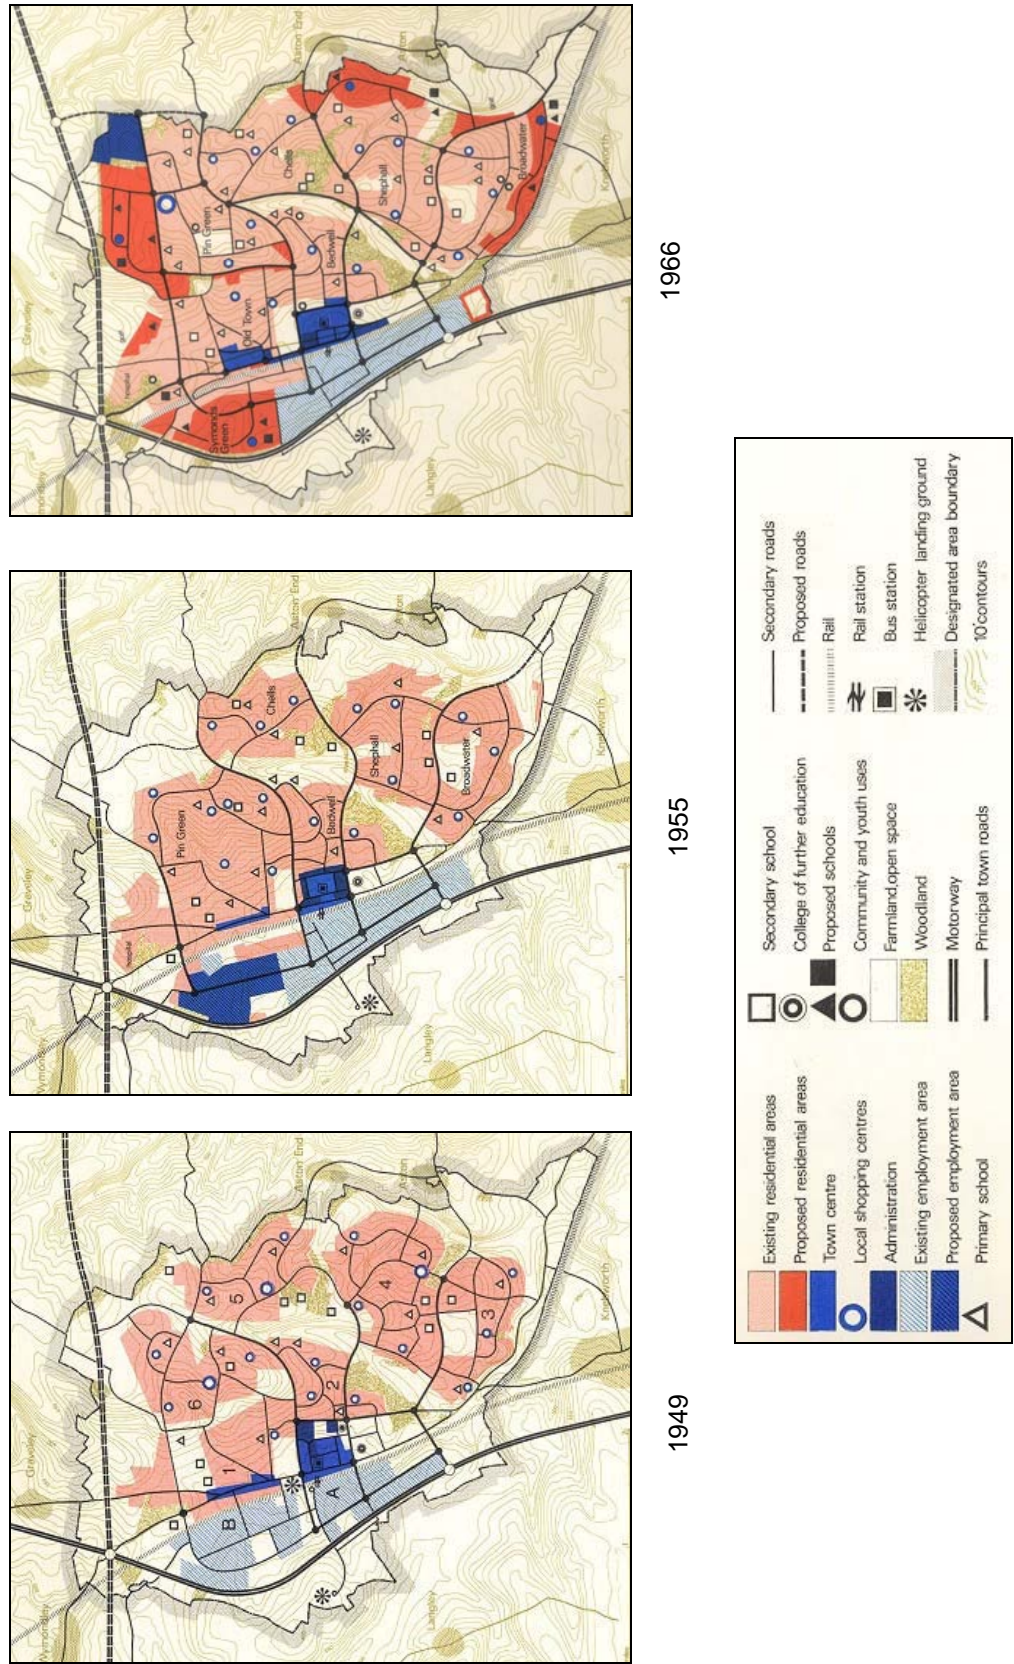 1949
Wymondley
Graveley
Aston End
Aston
Knebworth
Langley
1
2
3
4
5
6
A
B
1955
Wymondley
Graveley
Aston End
Aston
Knebworth
Langley
hospital
Pin Green
Chells
Bedwell
Shephall
Broadwater
1966
Graveley
Aston End
Aston
Knebworth
Langley
hospital
golf
golf
Symonds
Green
Old Town
Pin Green
Chells
Bedwell
Shephall
Broadwater
Existing residential areas
Proposed residential areas
Town centre
Local shopping centres
Administration
Existing employment area
Proposed employment area
Primary school
Secondary school
College of further education
Proposed schools
Community and youth uses
Farmland, open space
Woodland
Motorway
Principal town roads
Secondary roads
Proposed roads
Rail
Rail station
Bus station
Helicopter landing ground
Designated area boundary
10' contours